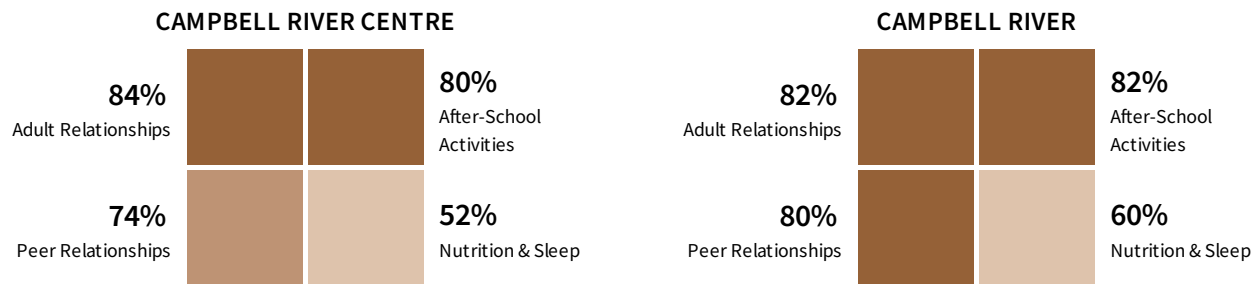 CAMPBELL RIVER CENTRE
84%
Adult Relationships
80%
After-School
Activities
74%
Peer Relationships
52%
Nutrition & Sleep
CAMPBELL RIVER
82%
Adult Relationships
82%
After-School
Activities
80%
Peer Relationships
60%
Nutrition & Sleep